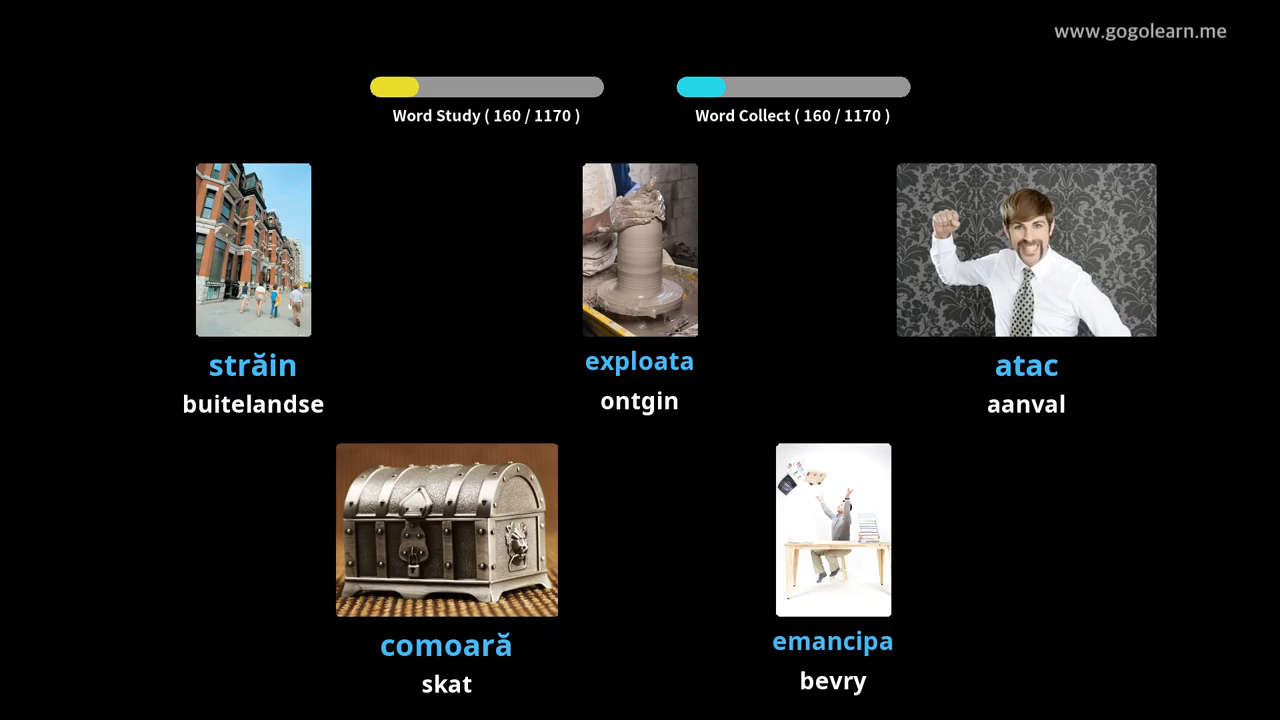 www.gogolearn.me
Word Study ( 160 / 1170 )
Word Collect ( 160 / 1170 )
străin
buitelandse
exploata
ontgin
atac
aanval
comoară
skat
emancipa
bevry